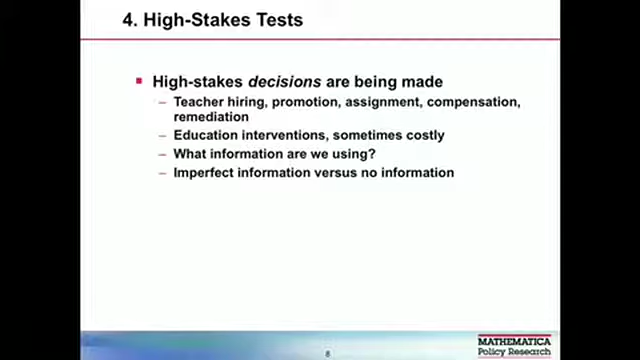 4. High-Stakes Tests
▪ High-stakes decisions are being made
– Teacher hiring, promotion, assignment, compensation,
remediation
– Education interventions, sometimes costly
– What information are we using?
– Imperfect information versus no information
8
MATHEMATICA
Policy Research